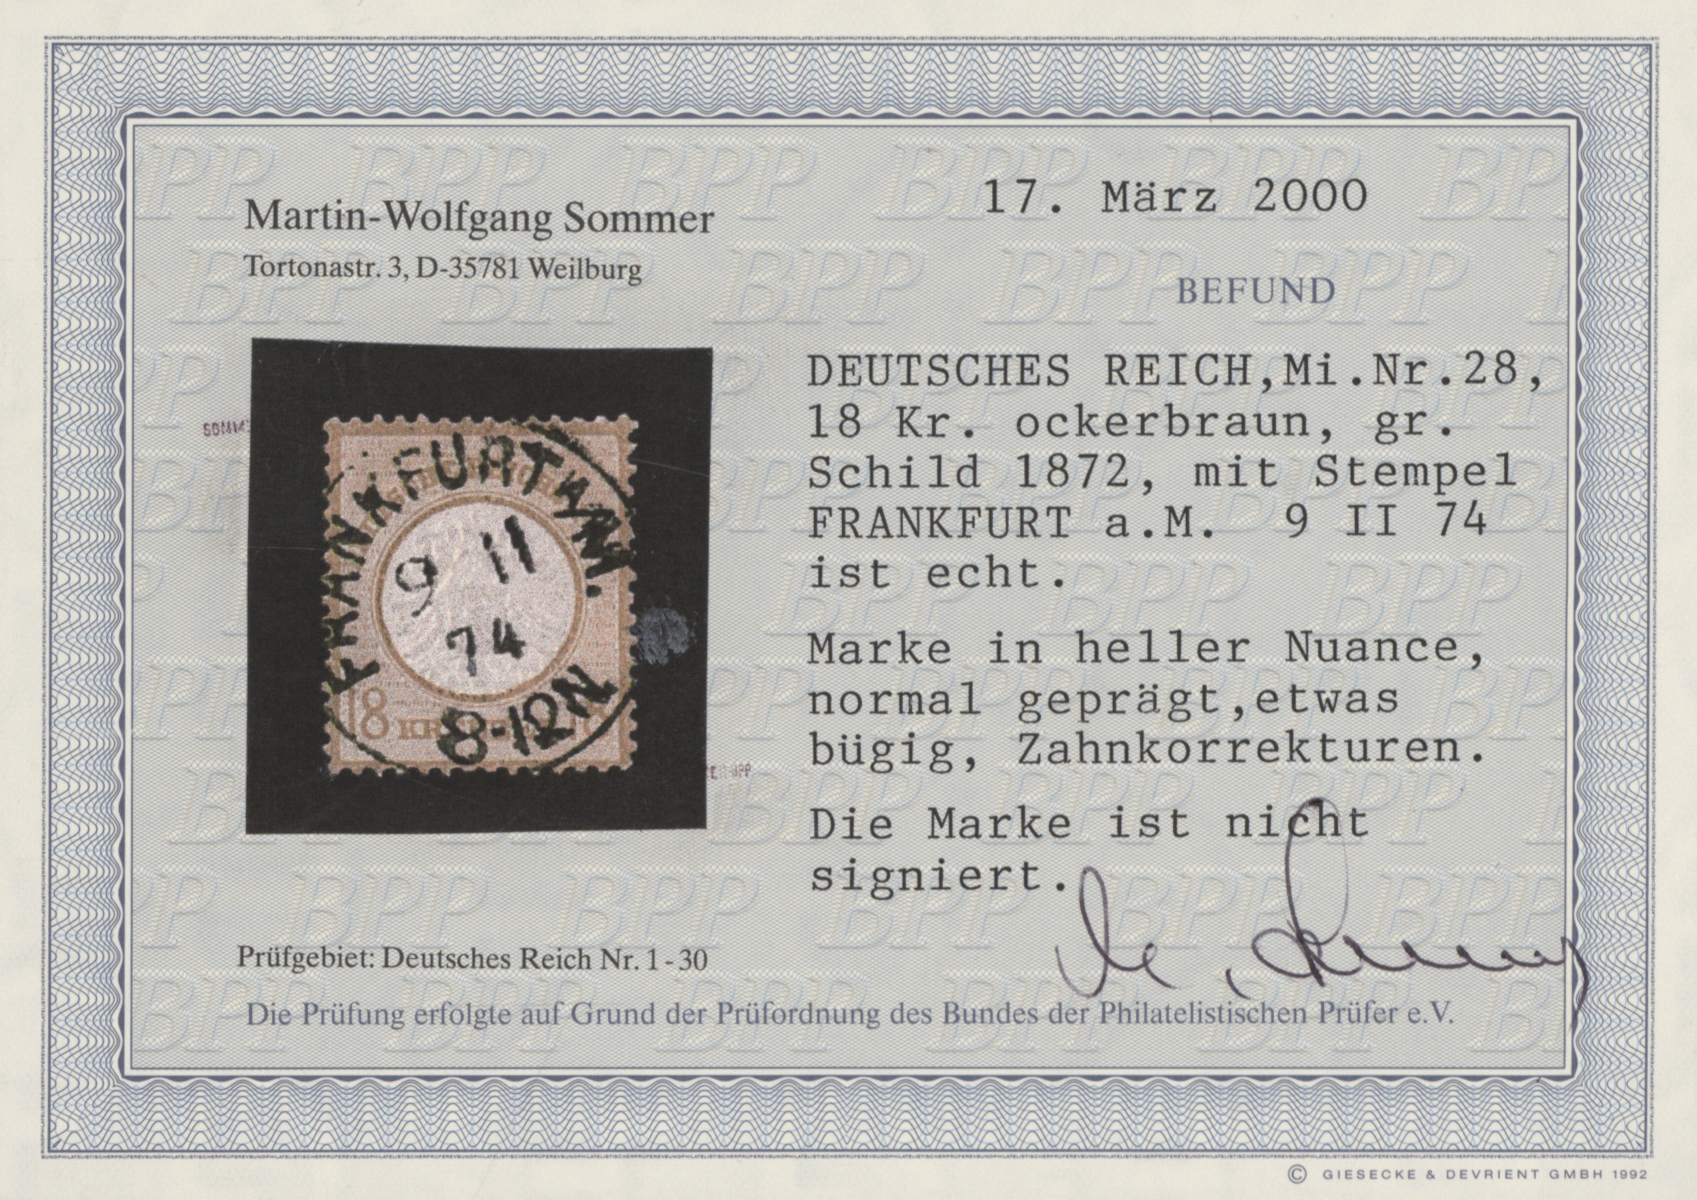 17. März 2000
Martin-Wolfgang Sommer
Tortonastr. 3, D-35781 Weilburg
BEFUND
DEUTSCHES REICH,Mi.Nr.28,
18 Kr. ockerbraun, gr.
Schild 1872, mit Stempel
FRANKFURT a.M. 9 II 74
ist echt.
Marke in heller Nuance,
normal geprägt,etwas
bügig, Zahnkorrekturen.
Die Marke ist nicht
signiert.
FRANKFURT A/M.
9 11
74
8-12N
Prüfgebiet: Deutsches Reich Nr. 1 - 30
Die Prüfung erfolgte auf Grund der Prüfordnung des Bundes der Philatelistischen Prüfer e.V.
© GIESECKE & DEVRIENT GMBH 1992